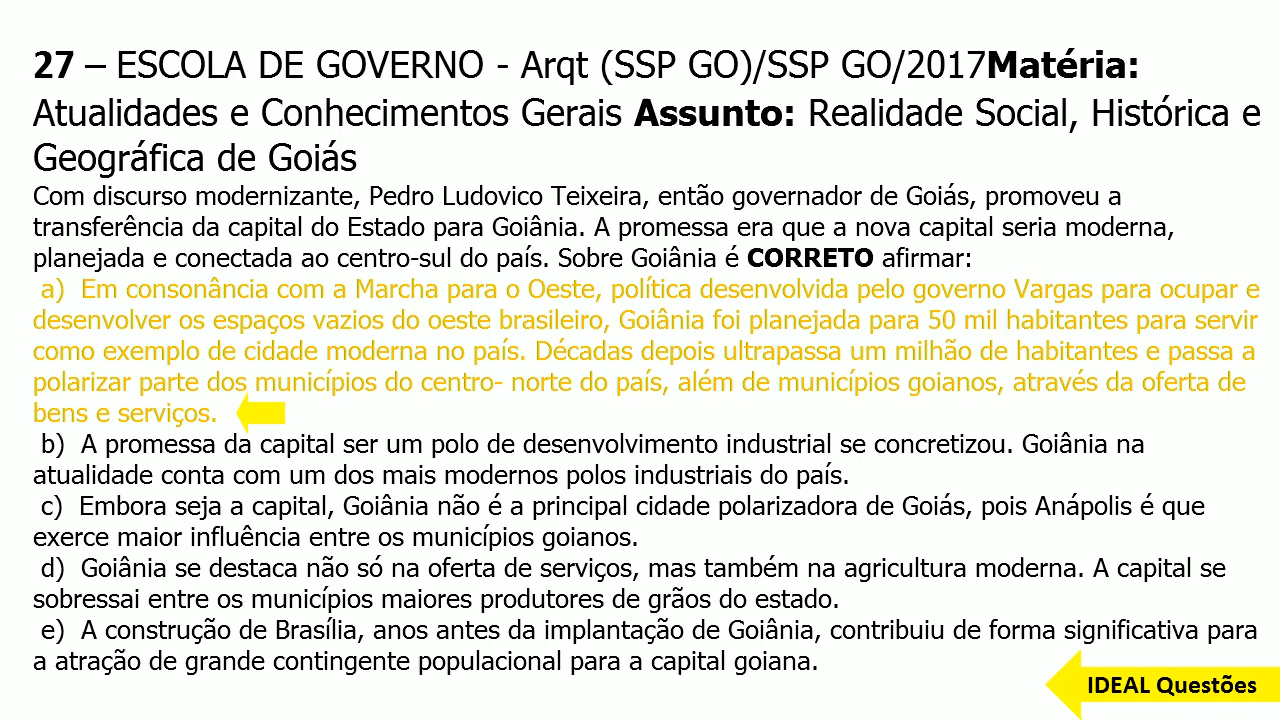 27 – ESCOLA DE GOVERNO - Arqt (SSP GO)/SSP GO/2017Matéria:
Atualidades e Conhecimentos Gerais Assunto: Realidade Social, Histórica e
Geográfica de Goiás
Com discurso modernizante, Pedro Ludovico Teixeira, então governador de Goiás, promoveu a
transferência da capital do Estado para Goiânia. A promessa era que a nova capital seria moderna,
planejada e conectada ao centro-sul do país. Sobre Goiânia é CORRETO afirmar:
a) Em consonância com a Marcha para o Oeste, política desenvolvida pelo governo Vargas para ocupar e
desenvolver os espaços vazios do oeste brasileiro, Goiânia foi planejada para 50 mil habitantes para servir
como exemplo de cidade moderna no país. Décadas depois ultrapassa um milhão de habitantes e passa a
polarizar parte dos municípios do centro- norte do país, além de municípios goianos, através da oferta de
bens e serviços.
b) A promessa da capital ser um polo de desenvolvimento industrial se concretizou. Goiânia na
atualidade conta com um dos mais modernos polos industriais do país.
c) Embora seja a capital, Goiânia não é a principal cidade polarizadora de Goiás, pois Anápolis é que
exerce maior influência entre os municípios goianos.
d) Goiânia se destaca não só na oferta de serviços, mas também na agricultura moderna. A capital se
sobressai entre os municípios maiores produtores de grãos do estado.
e) A construção de Brasília, anos antes da implantação de Goiânia, contribuiu de forma significativa para
a atração de grande contingente populacional para a capital goiana.
IDEAL Questões